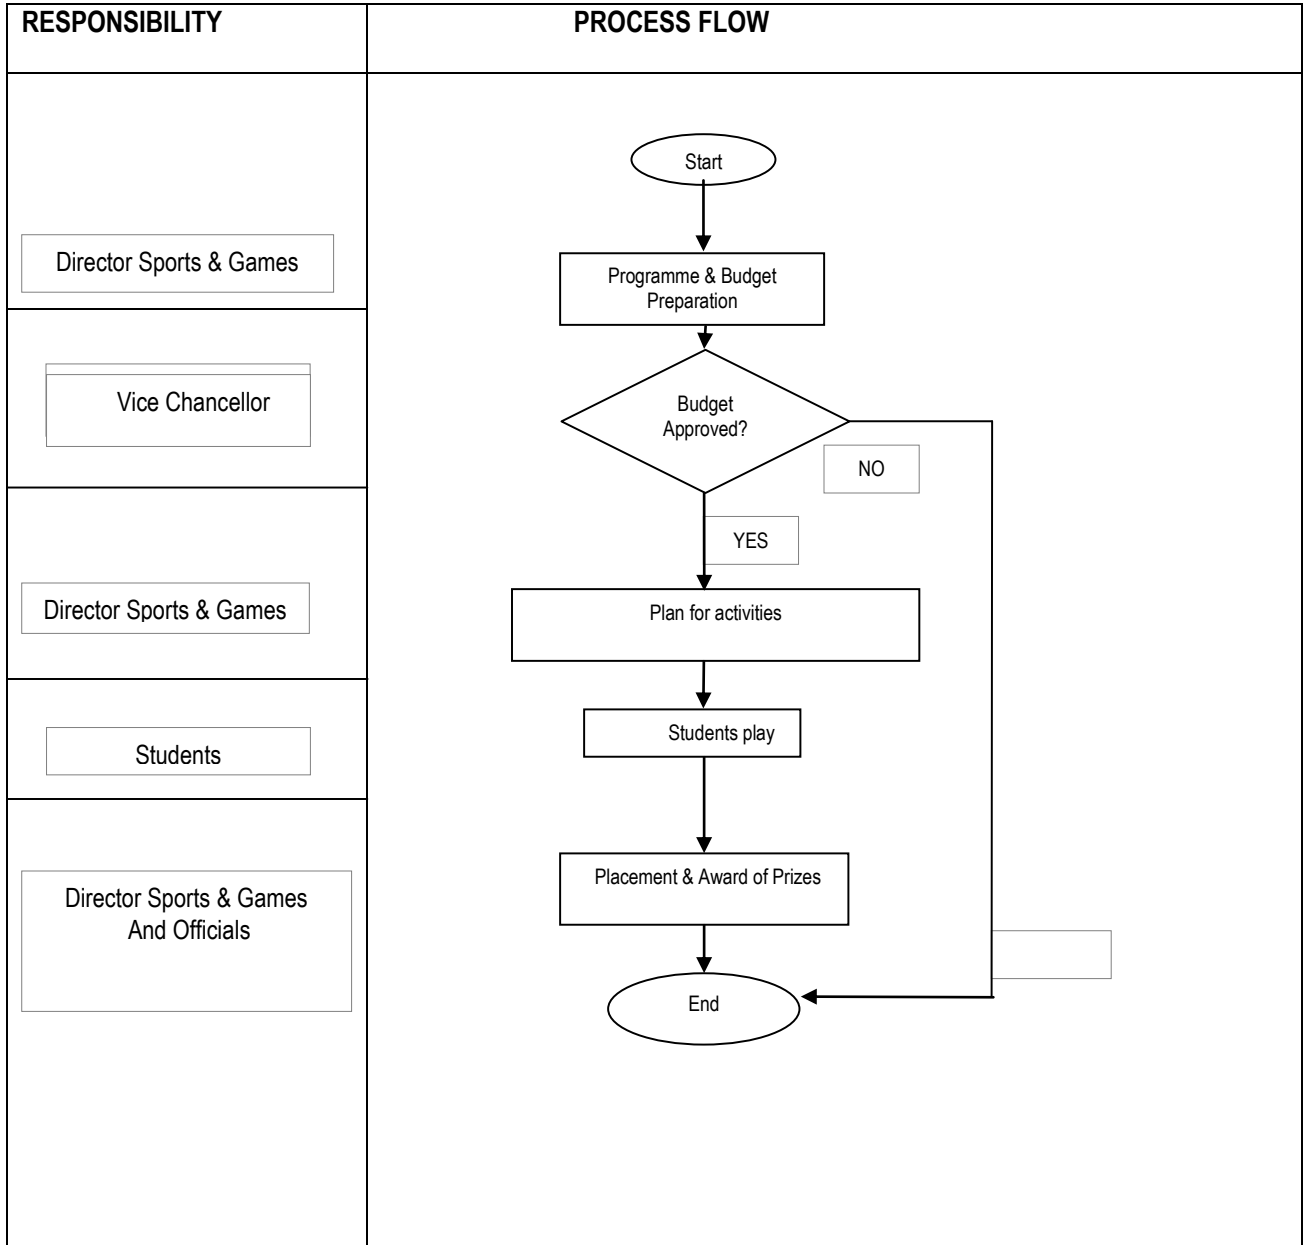 RESPONSIBILITY
PROCESS FLOW
Start
Director Sports & Games
Programme & Budget
Preparation
Vice Chancellor
Budget
Approved?
NO
YES
Director Sports & Games
Plan for activities
Students
Students play
Director Sports & Games
And Officials
Placement & Award of Prizes
End